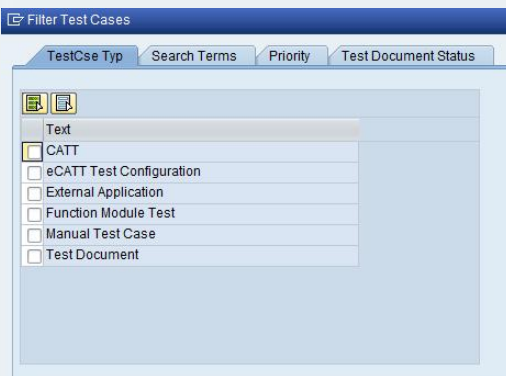 Filter Test Cases
TestCse Typ Search Terms Priority Test Document Status
Text
CATT
eCATT Test Configuration
External Application
Function Module Test
Manual Test Case
Test Document